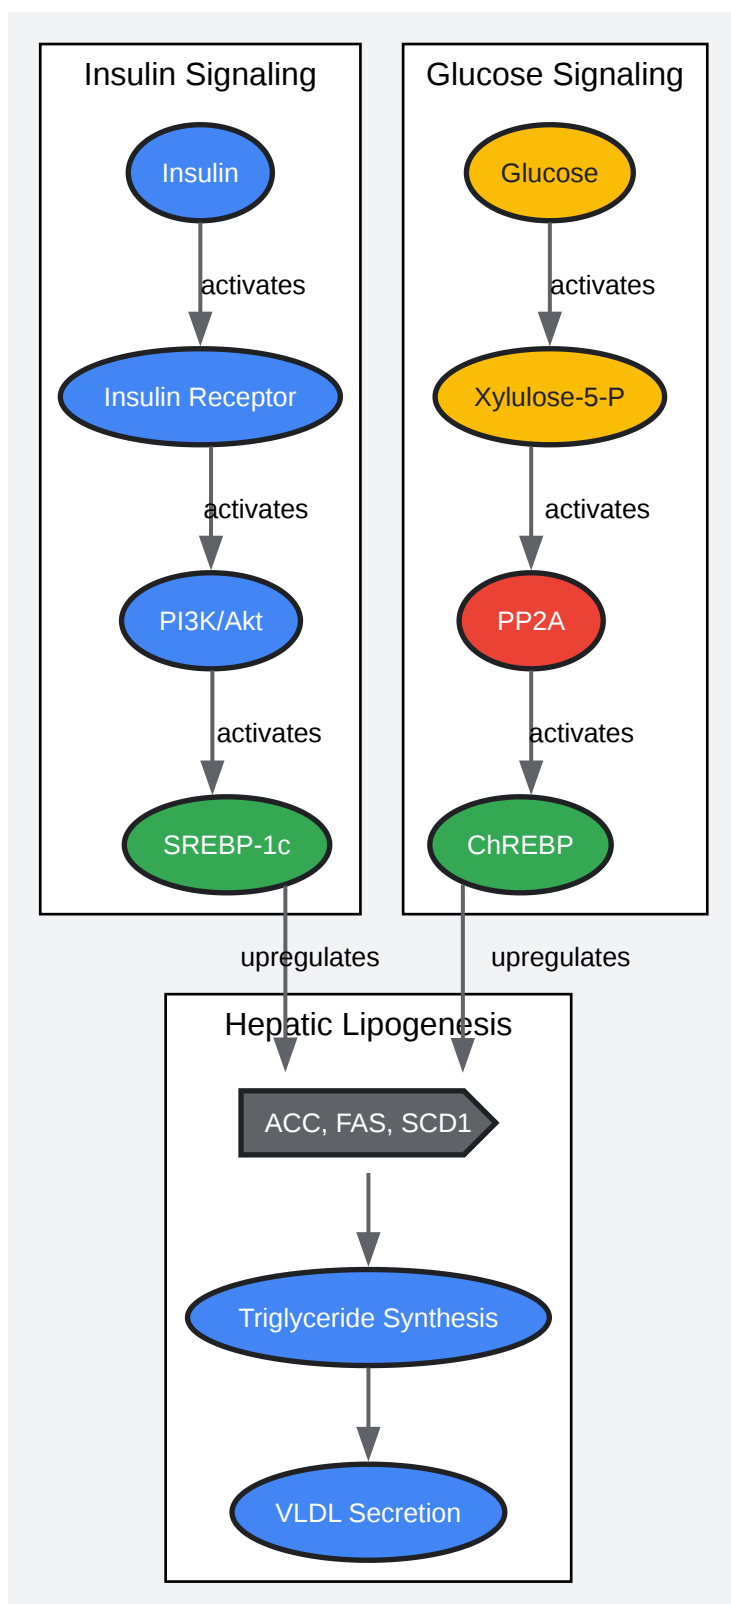 Insulin Signaling
Insulin
activates
Insulin Receptor
activates
PI3K/Akt
activates
SREBP-1c
upregulates
Glucose Signaling
Glucose
activates
Xylulose-5-P
activates
PP2A
activates
ChREBP
upregulates
Hepatic Lipogenesis
ACC, FAS, SCD1
Triglyceride Synthesis
VLDL Secretion